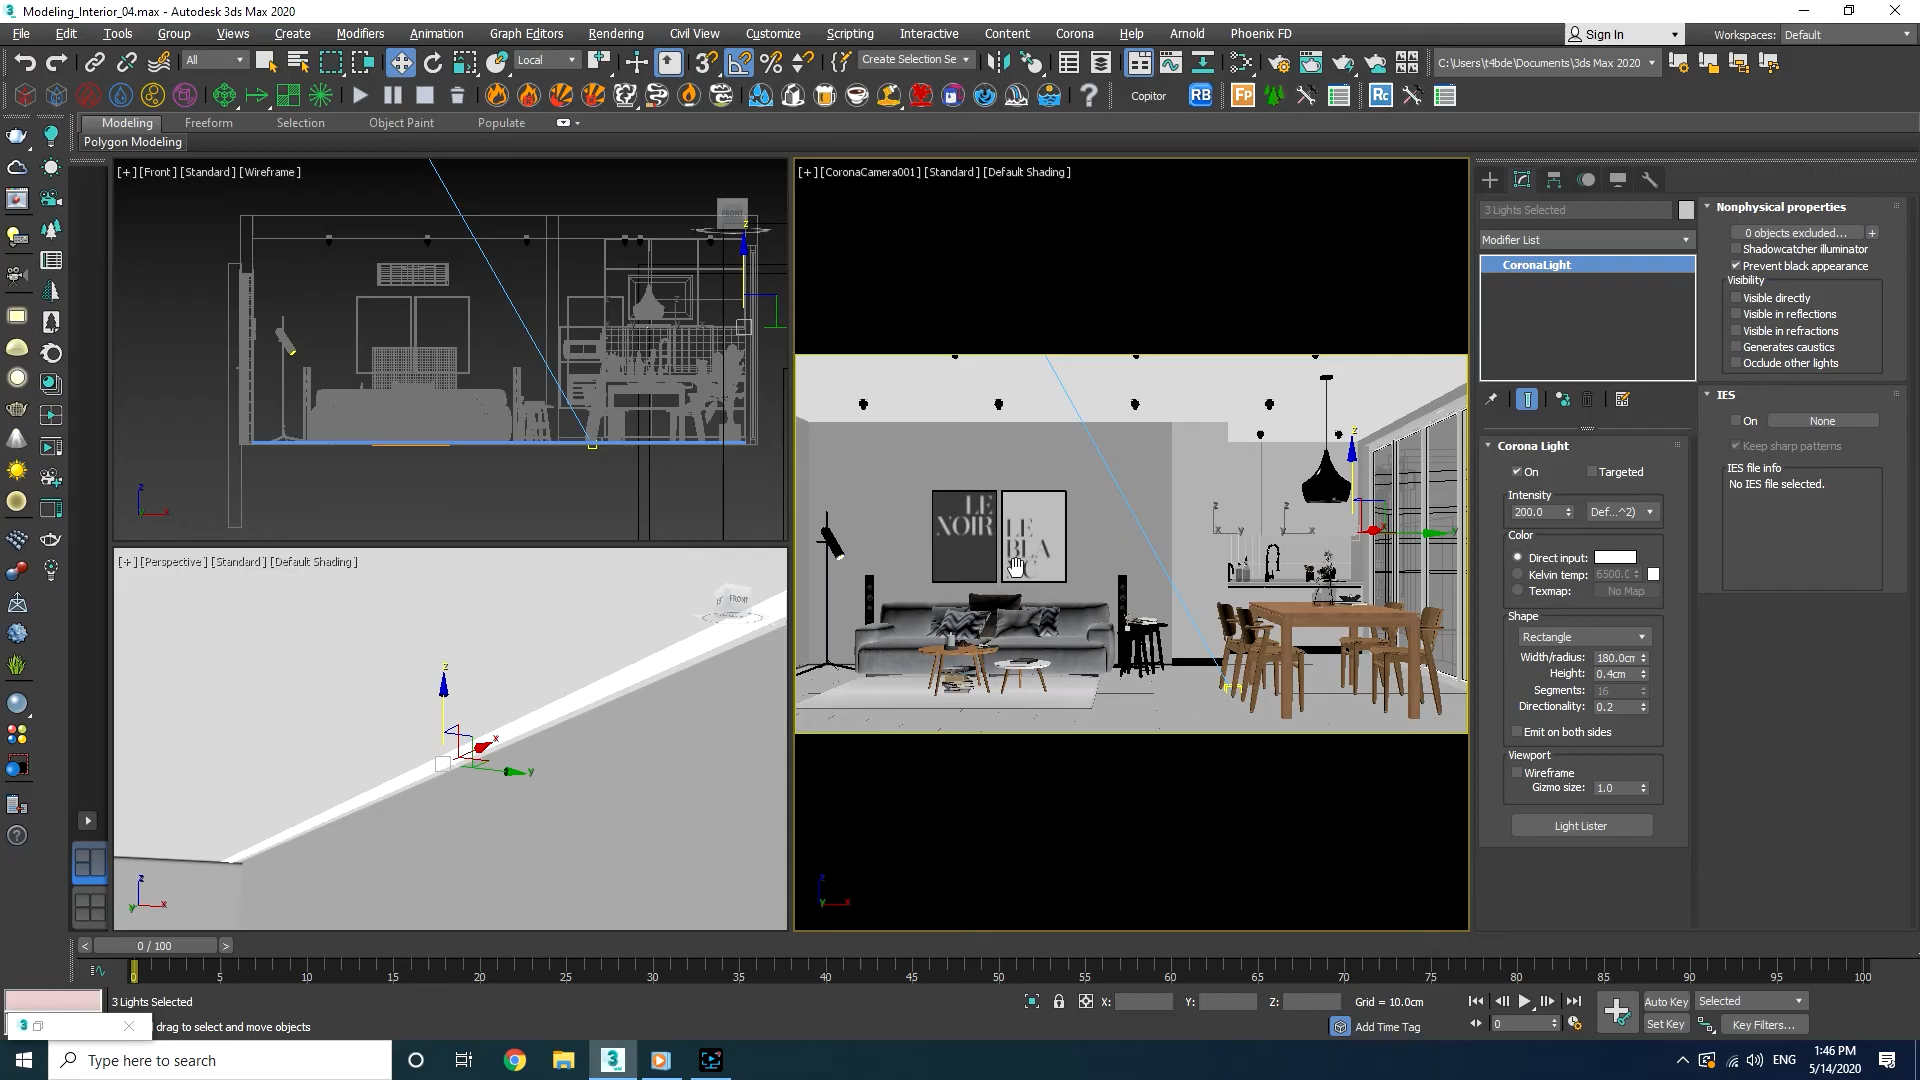 Modeling_Interior_04.max - Autodesk 3ds Max 2020
File Edit Tools Group Views Create Modifiers Animation Graph Editors Rendering Civil View Customize Scripting Interactive Content Corona Help Arnold Phoenix FD
Sign In
Workspaces: Default
All
Local
Create Selection Se
C:\Users\t4bde\Documents\3ds Max 2020
Copitor
RB
FP
Rc
Modeling Freeform Selection Object Paint Populate
Polygon Modeling
[+] [Front] [Standard] [Wireframe]
FRONT
[+] [CoronaCamera001] [Standard] [Default Shading]
LE NOIR
LE BLA C
[+] [Perspective] [Standard] [Default Shading]
FRONT
3 Lights Selected
Modifier List
CoronaLight
Corona Light
On
Targeted
Intensity
200.0
Def...^2)
Color
Direct input:
Kelvin temp: 6500.0
Texmap: No Map
Shape
Rectangle
Width/radius: 180.0cm
Height: 0.4cm
Segments: 16
Directionality: 0.2
Emit on both sides
Viewport
Wireframe
Gizmo size: 1.0
Light Lister
Nonphysical properties
0 objects excluded...
+
Shadowcatcher illuminator
Prevent black appearance
Visibility
Visible directly
Visible in reflections
Visible in refractions
Generates caustics
Occlude other lights
IES
On
None
Keep sharp patterns
IES file info
No IES file selected.
< 0 / 100 >
0 5 10 15 20 25 30 35 40 45 50 55 60 65 70 75 80 85 90 95 100
3 Lights Selected
drag to select and move objects
X: Y: Z: Grid = 10.0cm
Add Time Tag
0
Auto Key
Selected
Set Key
Key Filters...
Type here to search
ENG
1:46 PM
5/14/2020